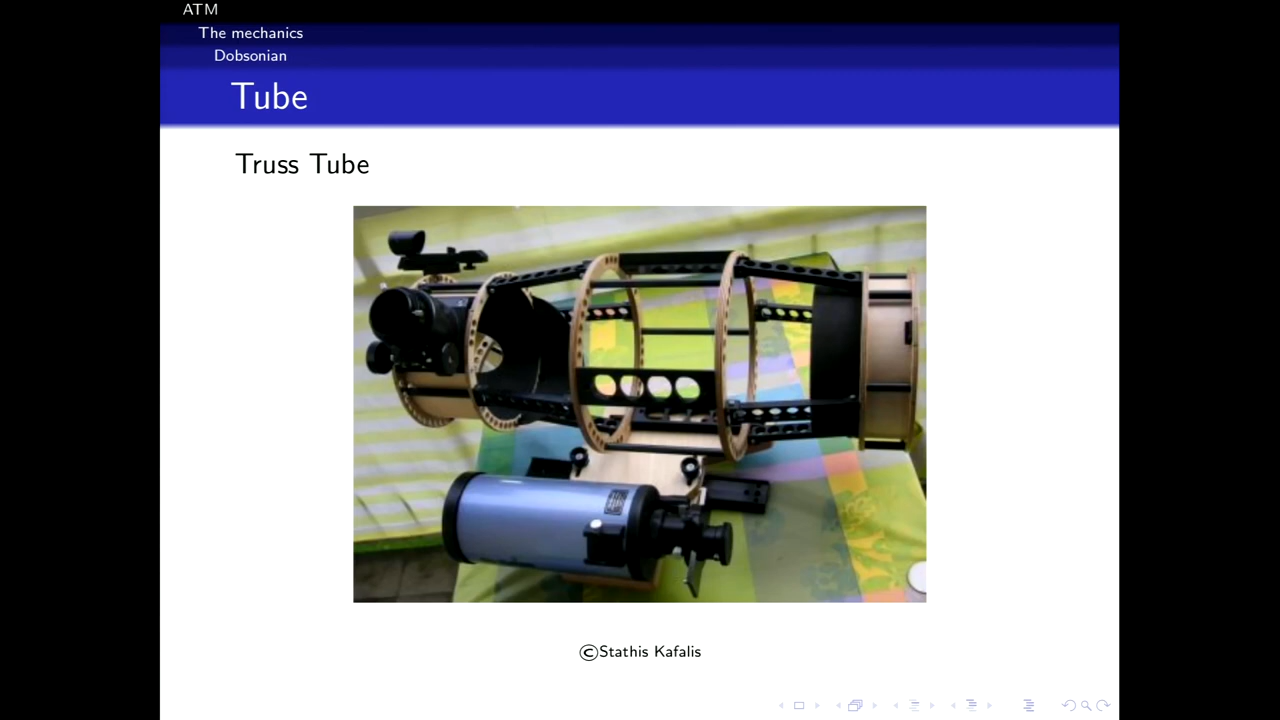 ATM
The mechanics
Dobsonian
Tube
Truss Tube
©Stathis Kafalis